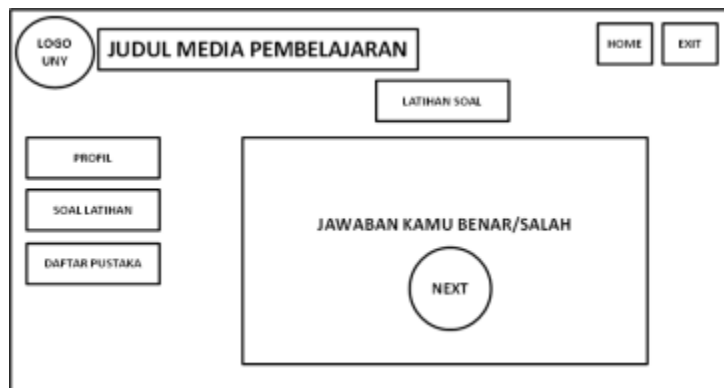 LOGO
UNY
JUDUL MEDIA PEMBELAJARAN
HOME
EXIT
LATIHAN SOAL
PROFIL
SOAL LATIHAN
DAFTAR PUSTAKA
JAWABAN KAMU BENAR/SALAH
NEXT